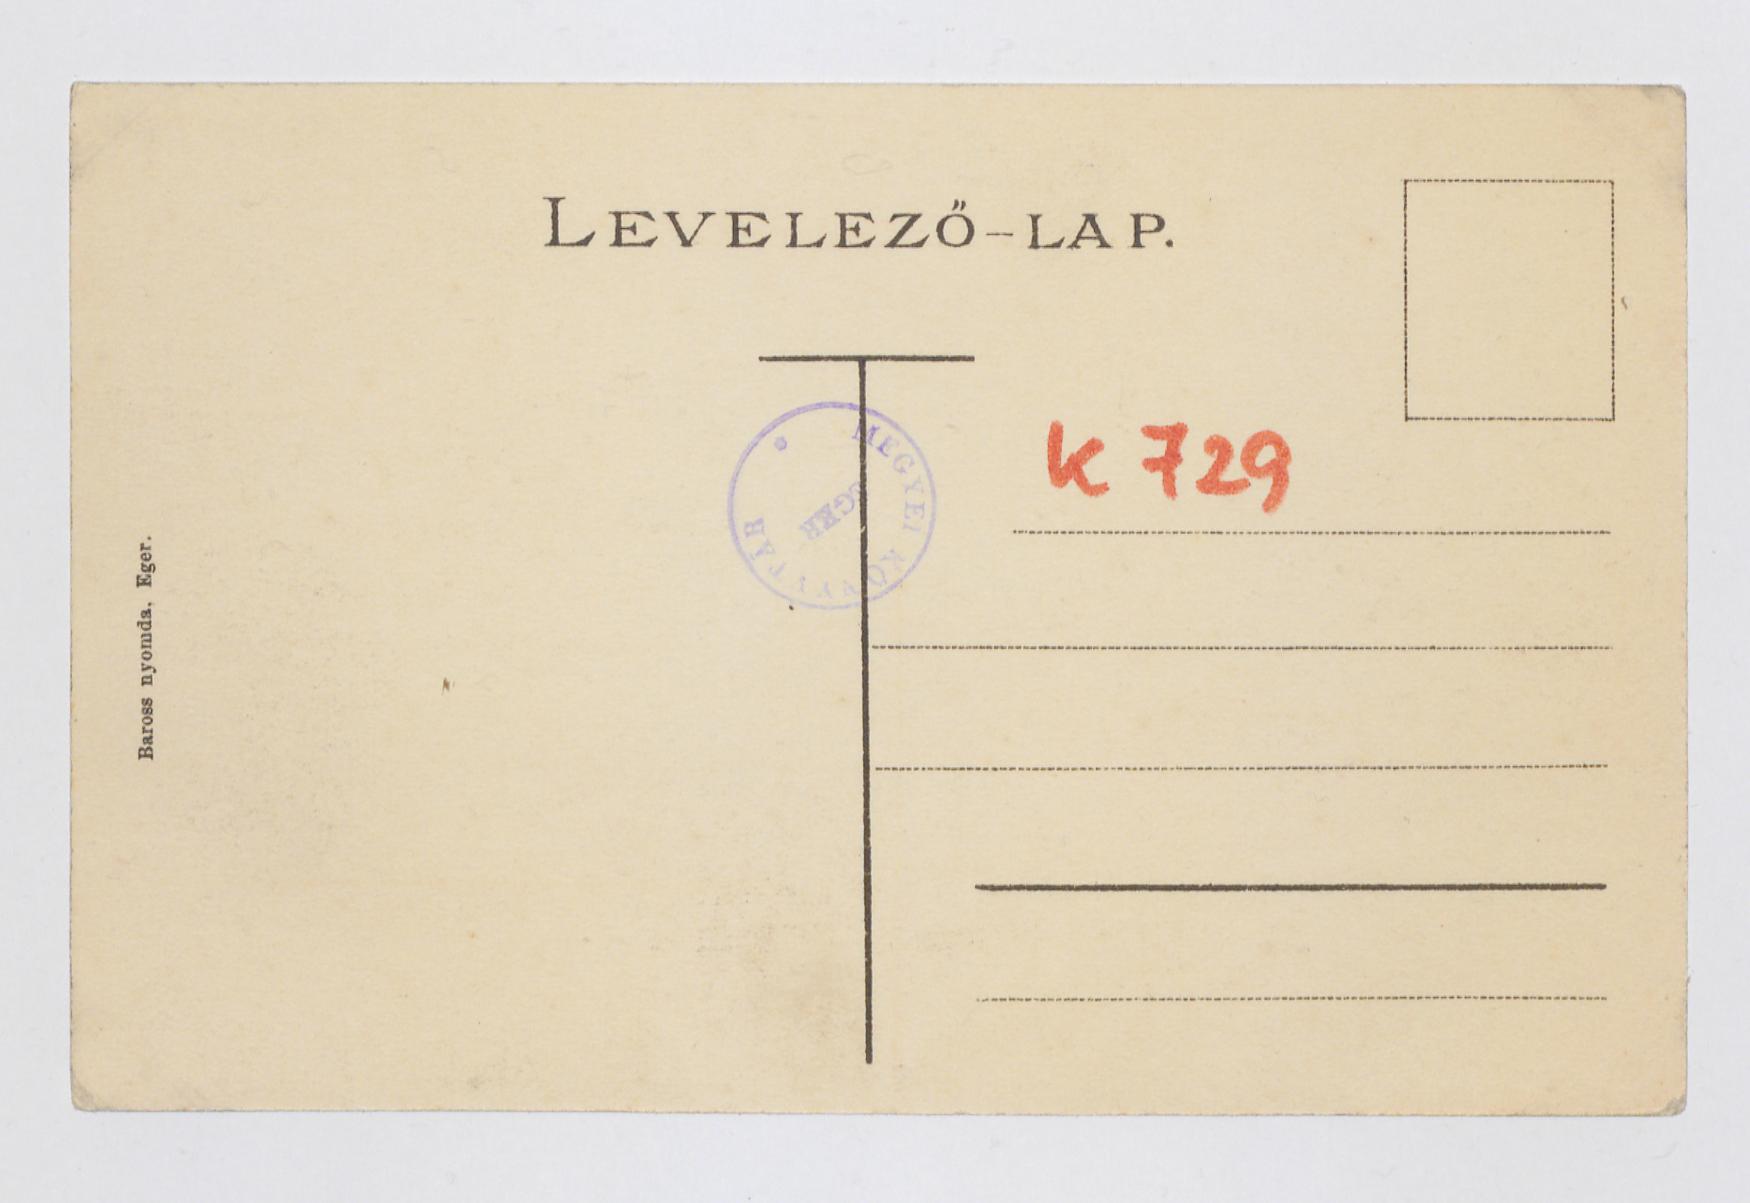 LEVELEZŐ-LAP.
MEGYEI KÖNYVTÁR
EGER
K 729
Baross nyomda, Eger.